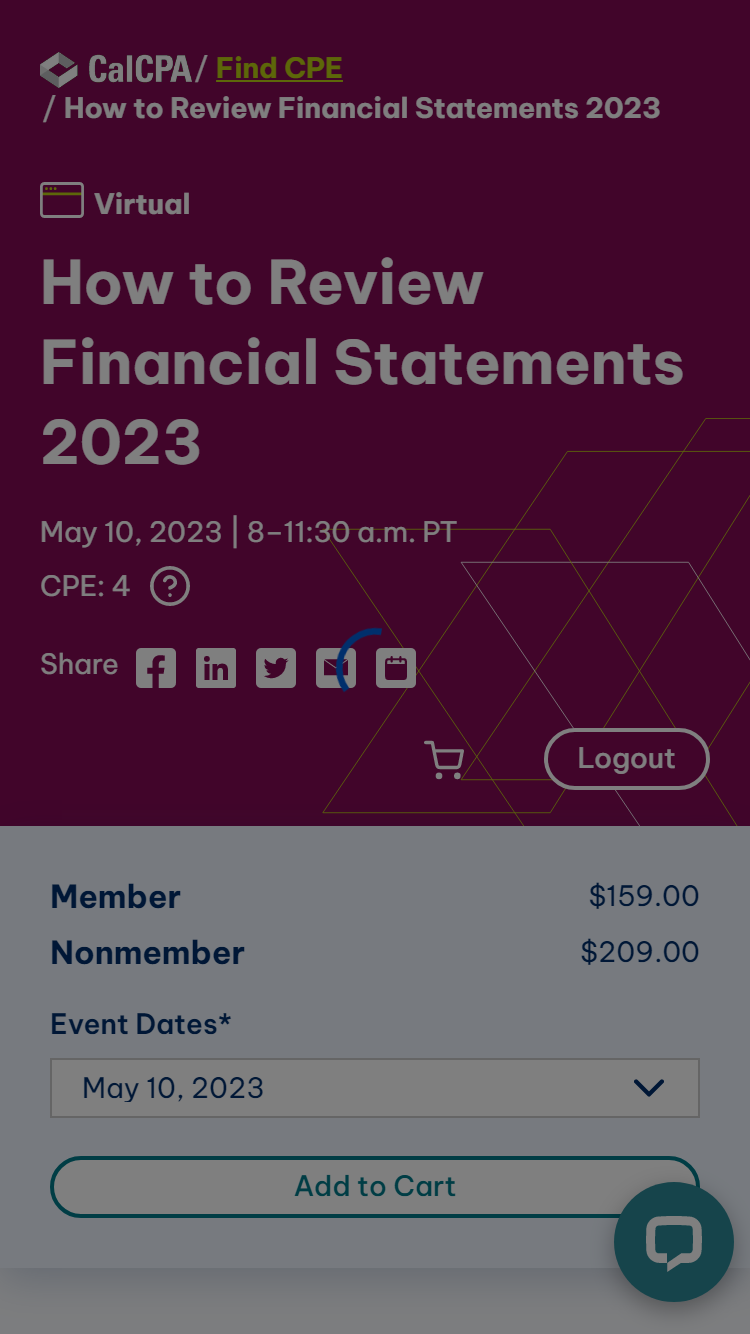 CalCPA / Find CPE
/ How to Review Financial Statements 2023
Virtual
How to Review
Financial Statements
2023
May 10, 2023 | 8–11:30 a.m. PT
CPE: 4 ?
Share
Logout
Member $159.00
Nonmember $209.00
Event Dates*
May 10, 2023
Add to Cart